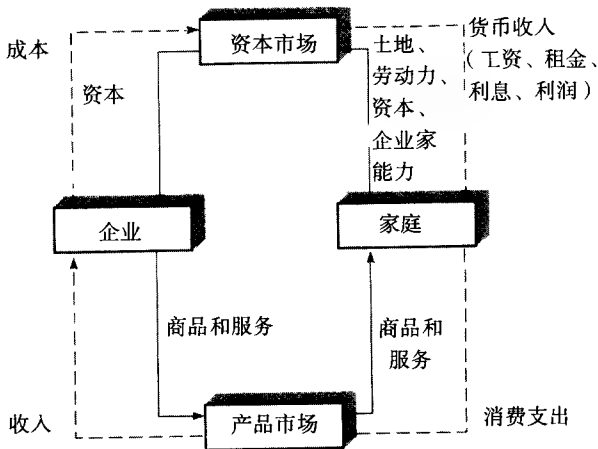 成本
资本市场
货币收入
(工资、租金、
利息、利润)
资本
土地、
劳动力、
资本、
企业家
能力
企业
家庭
商品和服务
商品和
服务
收入
产品市场
消费支出